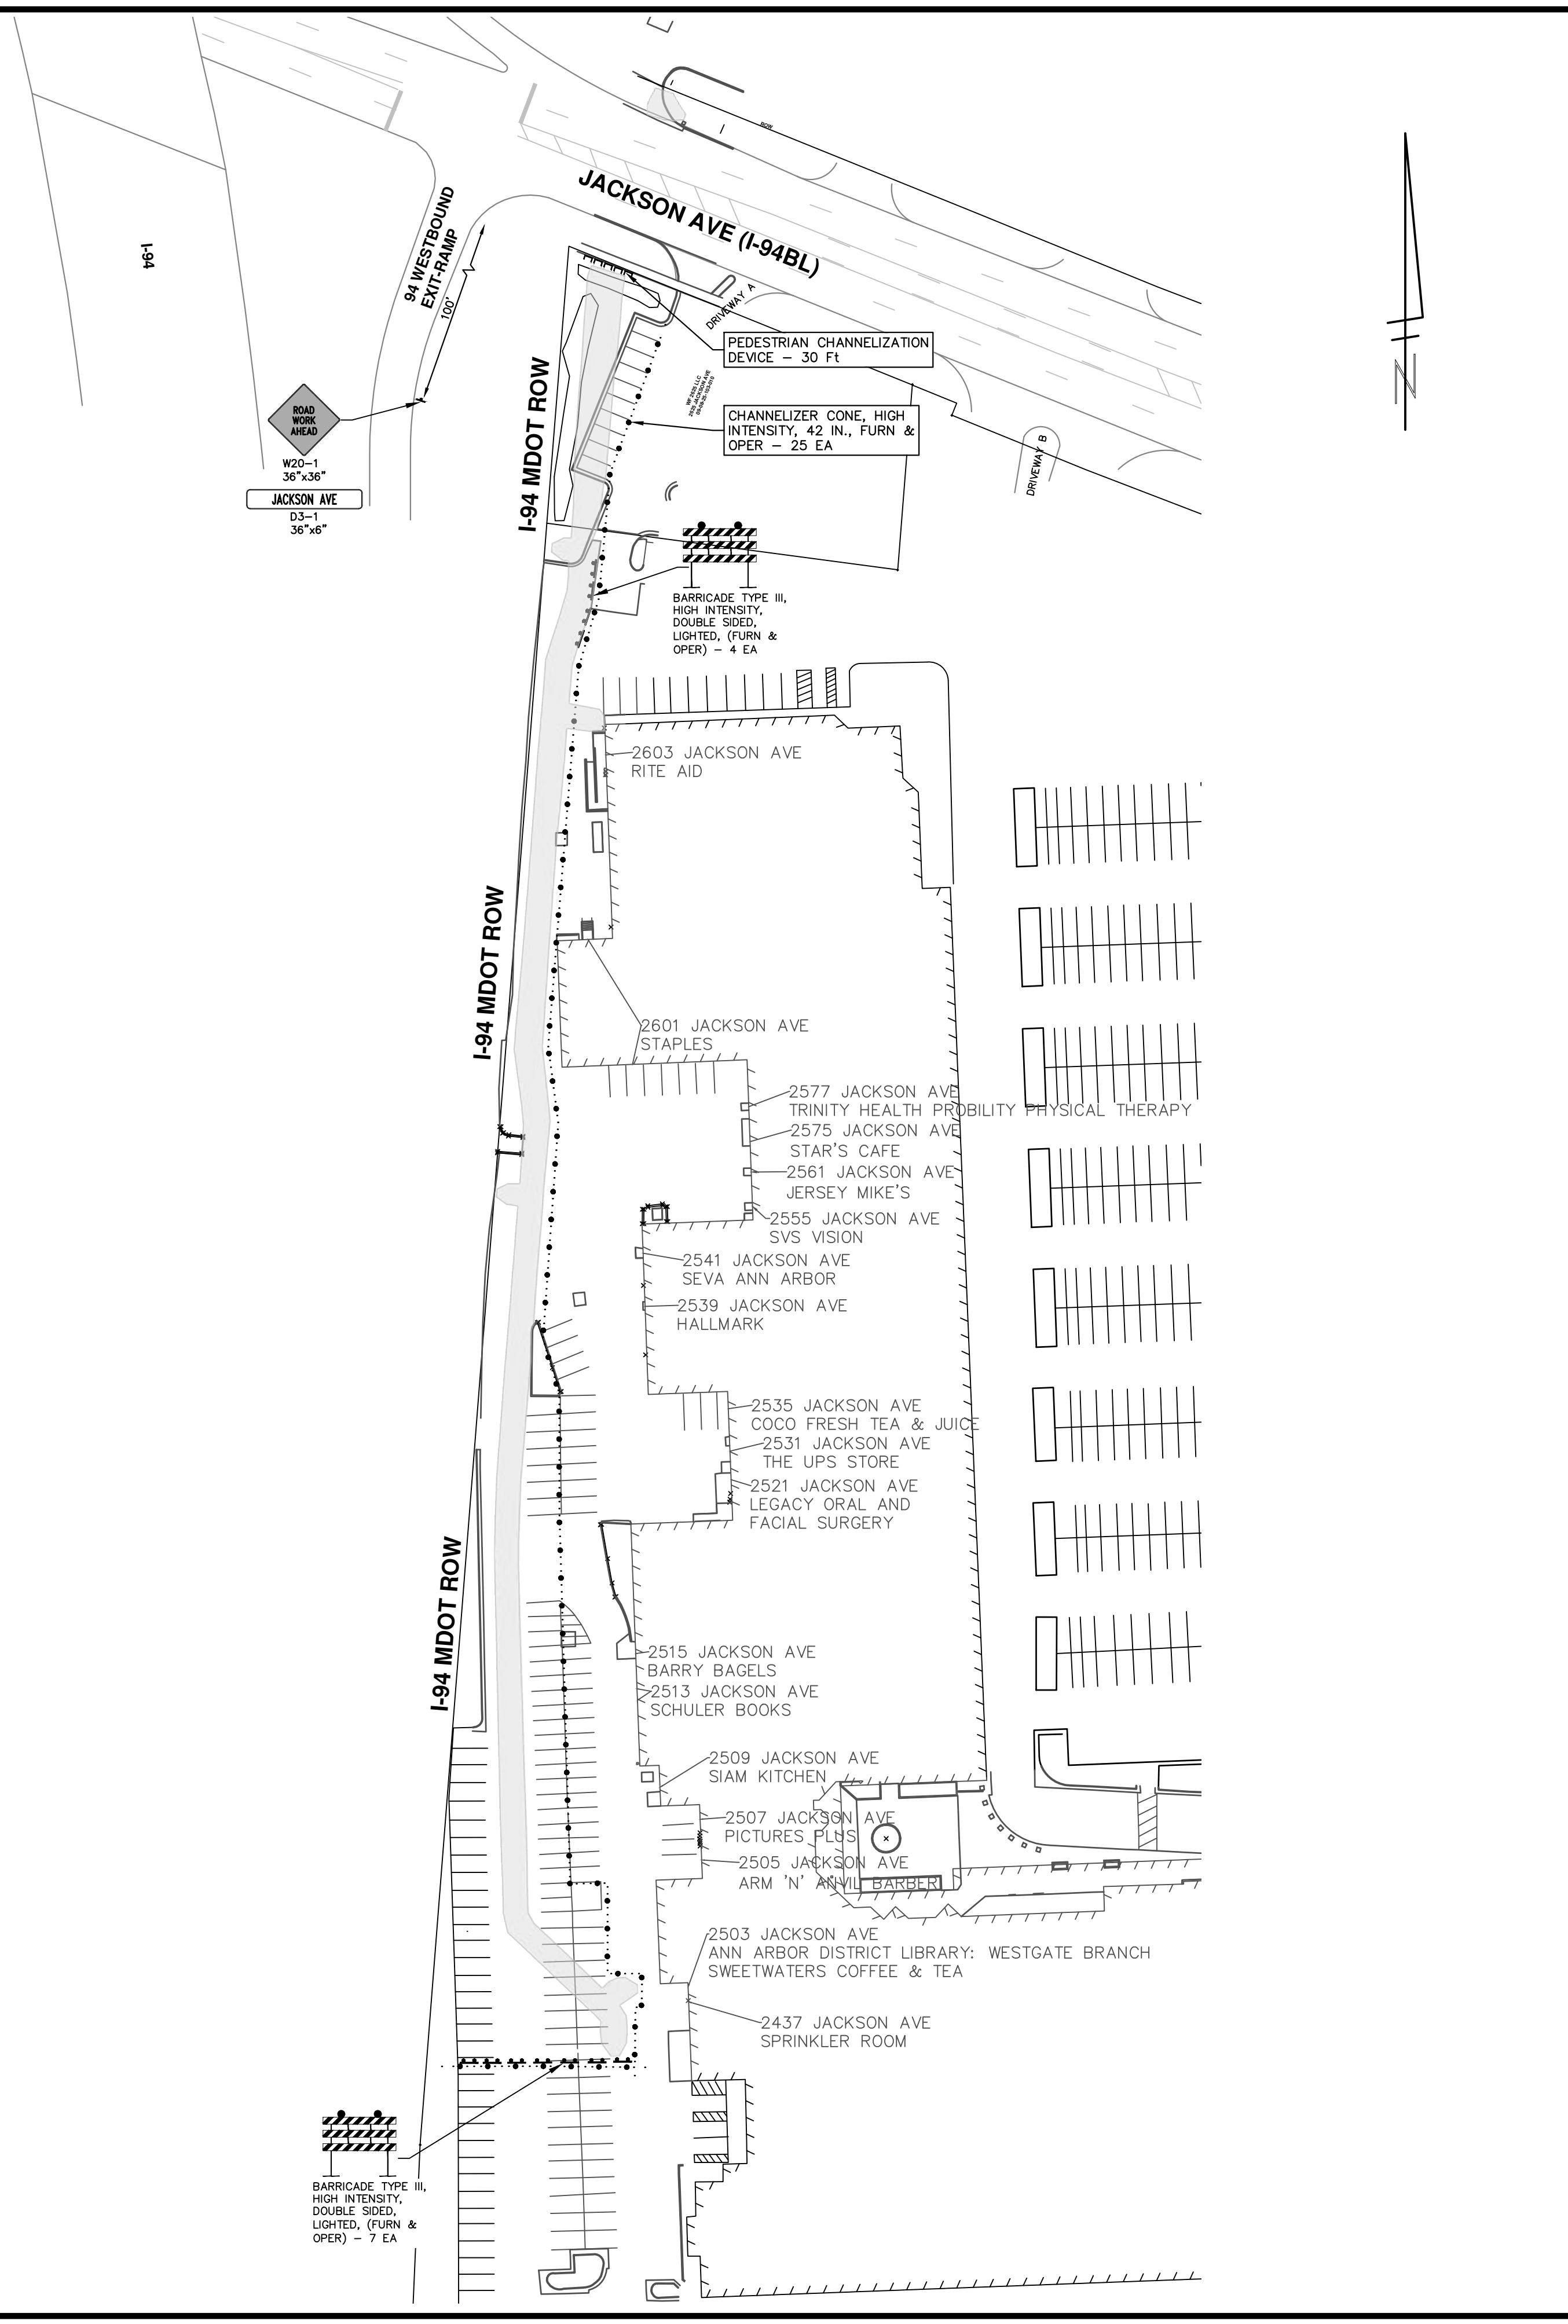 ROW
JACKSON AVE (I-94BL)
94 WESTBOUND
EXIT-RAMP
100'
I-94
DRIVEWAY A
PEDESTRIAN CHANNELIZATION
DEVICE – 30 Ft
I-94 MDOT ROW
WF 2525 LLC
2525 JACKSON AVE
CHANNELIZER CONE, HIGH
INTENSITY, 42 IN., FURN &
OPER – 25 EA
DRIVEWAY B
ROAD
WORK
AHEAD
W20–1
36"x36"
JACKSON AVE
D3–1
36"x6"
N
BARRICADE TYPE III,
HIGH INTENSITY,
DOUBLE SIDED,
LIGHTED, (FURN &
OPER) – 4 EA
2603 JACKSON AVE
RITE AID
I-94 MDOT ROW
2601 JACKSON AVE
STAPLES
2577 JACKSON AVE
TRINITY HEALTH PROBILITY PHYSICAL THERAPY
2575 JACKSON AVE
STAR'S CAFE
2561 JACKSON AVE
JERSEY MIKE'S
2555 JACKSON AVE
SVS VISION
2541 JACKSON AVE
SEVA ANN ARBOR
2539 JACKSON AVE
HALLMARK
2535 JACKSON AVE
COCO FRESH TEA & JUICE
2531 JACKSON AVE
THE UPS STORE
2521 JACKSON AVE
LEGACY ORAL AND
FACIAL SURGERY
I-94 MDOT ROW
2515 JACKSON AVE
BARRY BAGELS
2513 JACKSON AVE
SCHULER BOOKS
2509 JACKSON AVE
SIAM KITCHEN
2507 JACKSON AVE
PICTURES PLUS
2505 JACKSON AVE
ARM 'N' ANVIL BARBER
2503 JACKSON AVE
ANN ARBOR DISTRICT LIBRARY: WESTGATE BRANCH
SWEETWATERS COFFEE & TEA
2437 JACKSON AVE
SPRINKLER ROOM
BARRICADE TYPE III,
HIGH INTENSITY,
DOUBLE SIDED,
LIGHTED, (FURN &
OPER) – 7 EA